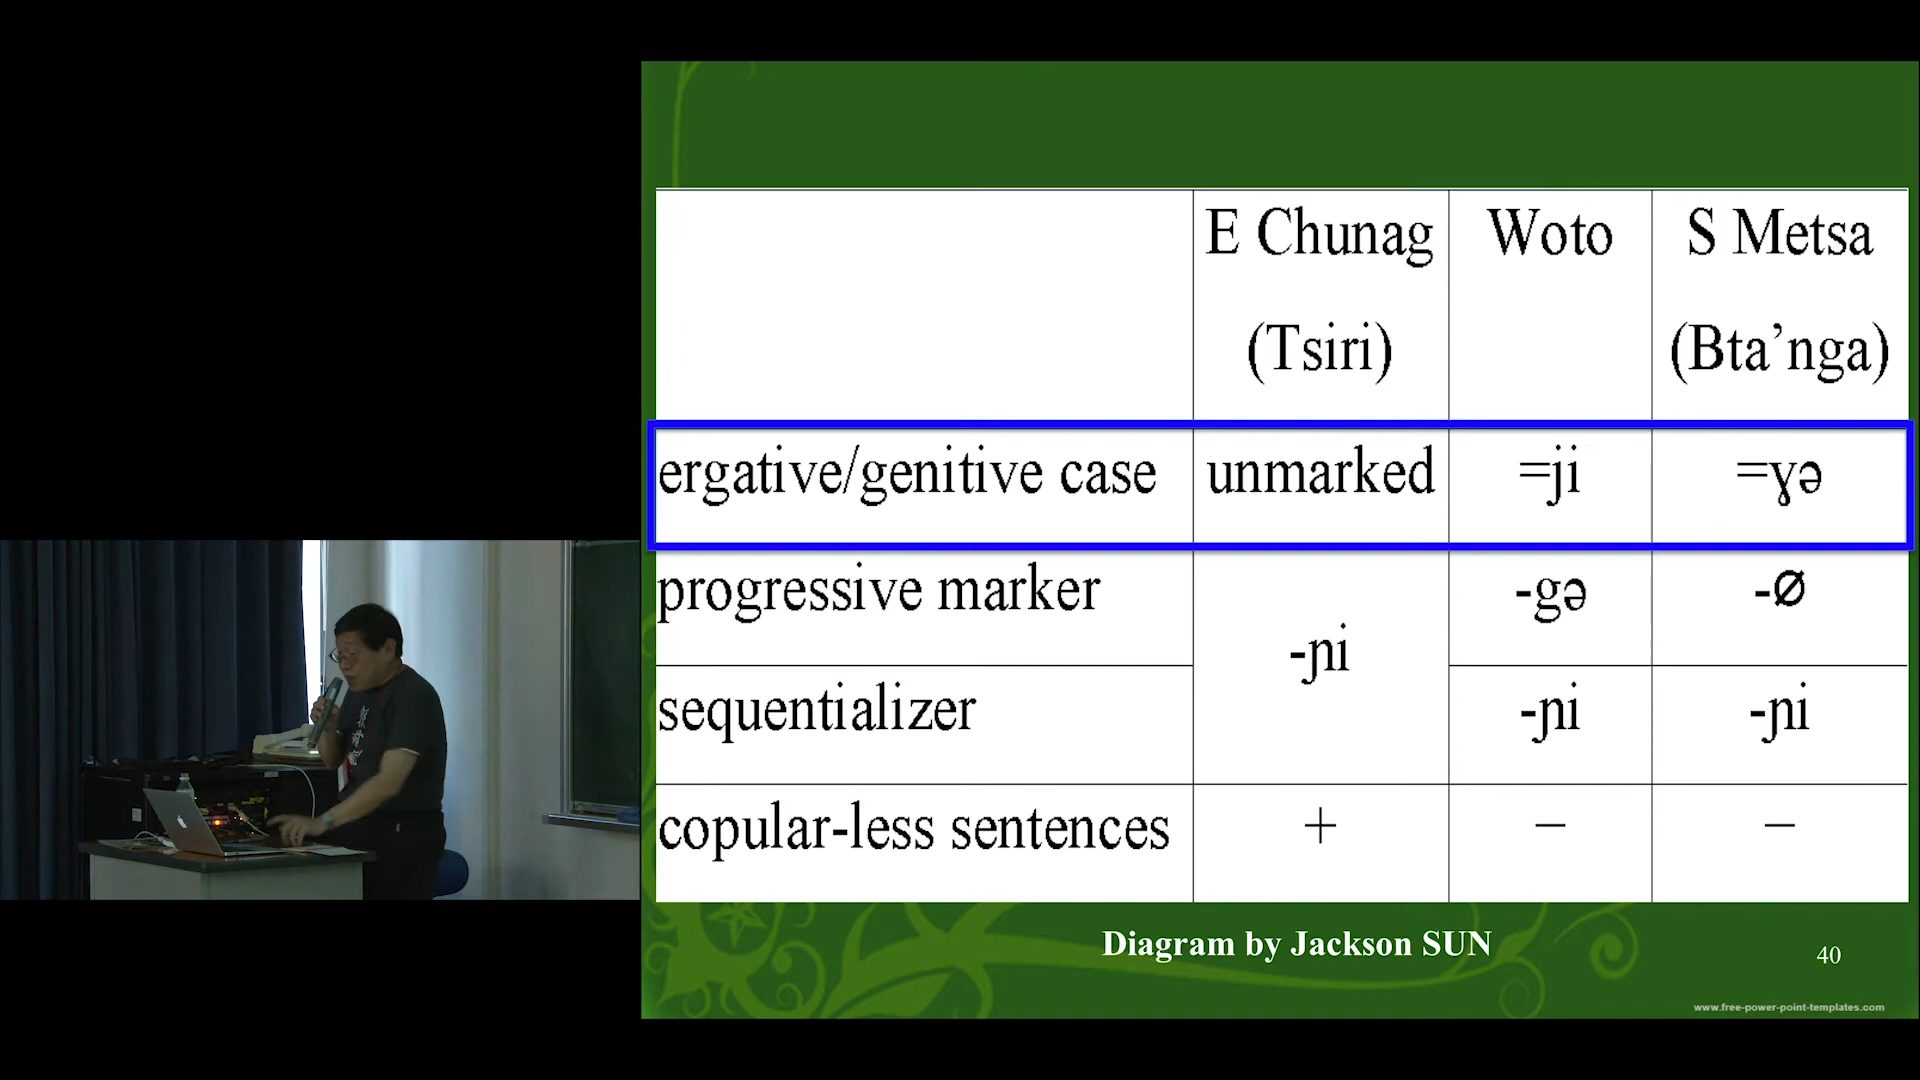 E Chunag Woto S Metsa
(Tsiri) (Bta’nga)
ergative/genitive case unmarked =ji =ɣə
progressive marker -gə -∅
-ɲi
sequentializer -ɲi -ɲi
copular-less sentences + – –
Diagram by Jackson SUN
40
www.free-power-point-templates.com